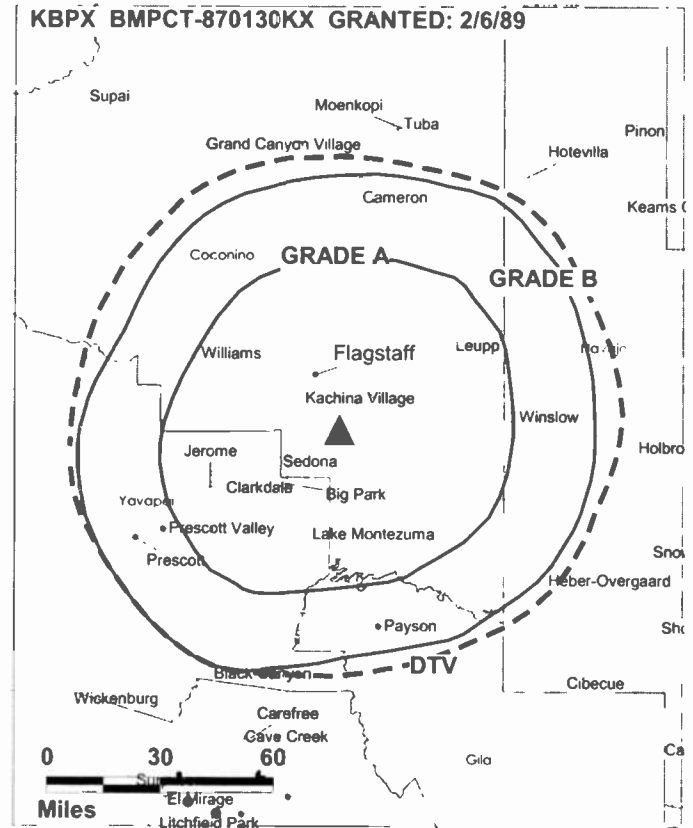 KBPX BMPCT-870130KX GRANTED: 2/6/89
Supai
Moenkopi
Tuba
Pinon
Grand Canyon Village
Hotevilla
Cameron
Keams C
Coconino
GRADE A
GRADE B
Williams
Flagstaff
Leupp
Navajo
Kachina Village
Winslow
Jerome
Sedona
Holbro
Clarkdale
Big Park
Yavapai
Prescott Valley
Lake Montezuma
Prescott
Snow
Heber-Overgaard
Payson
Sho
DTV
Black Canyon
Cibecue
Wickenburg
Carefree
Cave Creek
0 30 60
Gila
Ca
Su
El Mirage
Miles
Litchfield Park